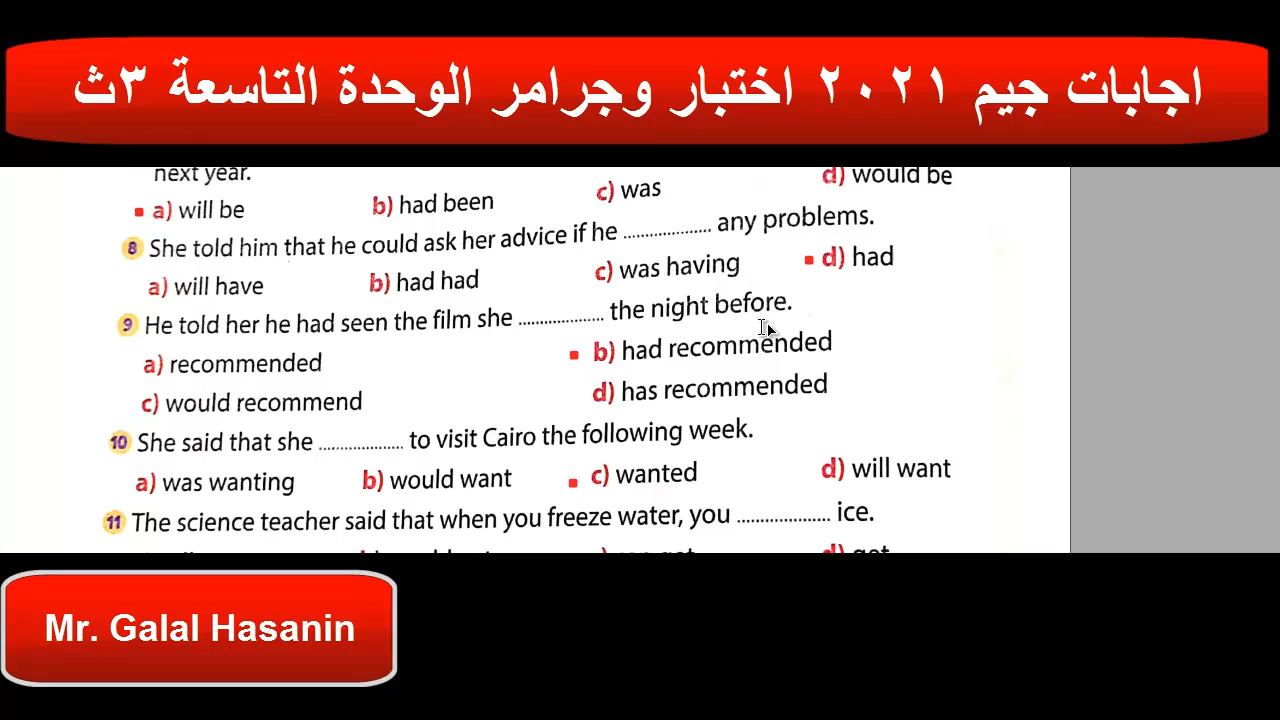 اجابات جيم ٢٠٢١ اختبار وجرامر الوحدة التاسعة ٣ث
next year.
a) will be b) had been c) was d) would be
8 She told him that he could ask her advice if he .................... any problems.
a) will have b) had had c) was having d) had
9 He told her he had seen the film she .................... the night before.
a) recommended b) had recommended
c) would recommend d) has recommended
10 She said that she .................... to visit Cairo the following week.
a) was wanting b) would want c) wanted d) will want
11 The science teacher said that when you freeze water, you .................... ice.
d) get
Mr. Galal Hasanin